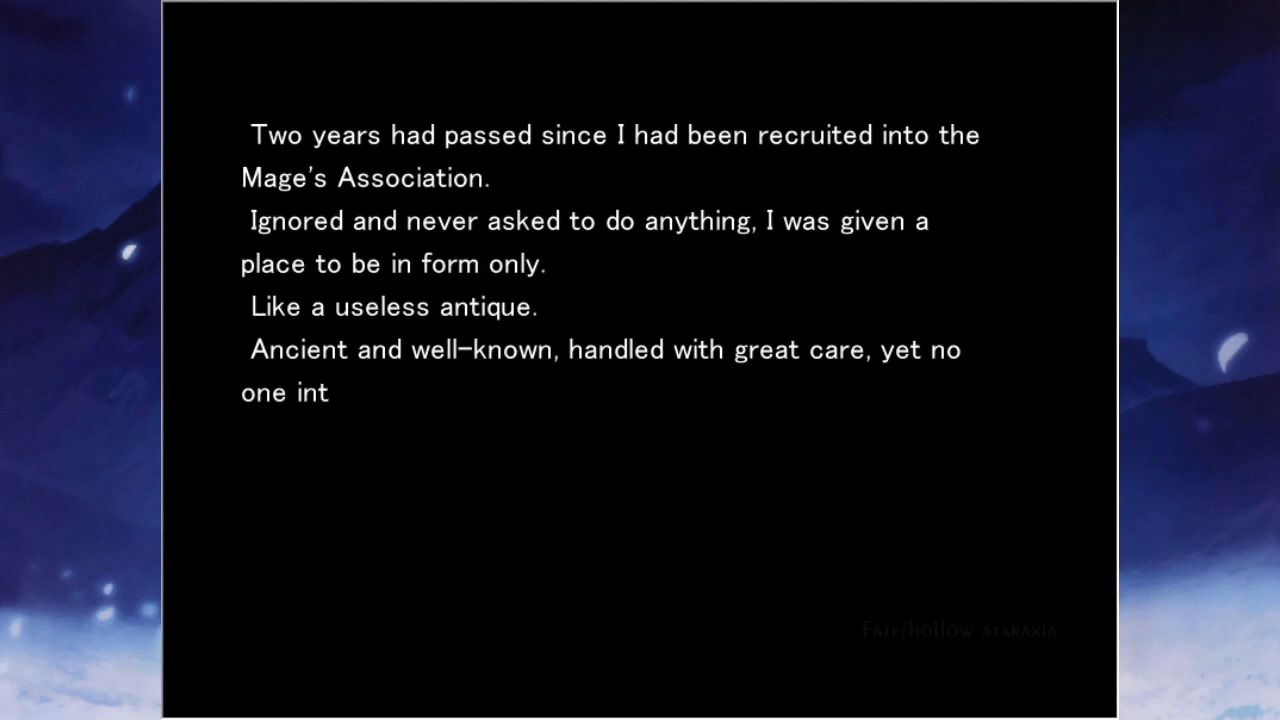 Two years had passed since I had been recruited into the
Mage's Association.
Ignored and never asked to do anything, I was given a
place to be in form only.
Like a useless antique.
Ancient and well-known, handled with great care, yet no
one int
Fate/hollow ataraxia